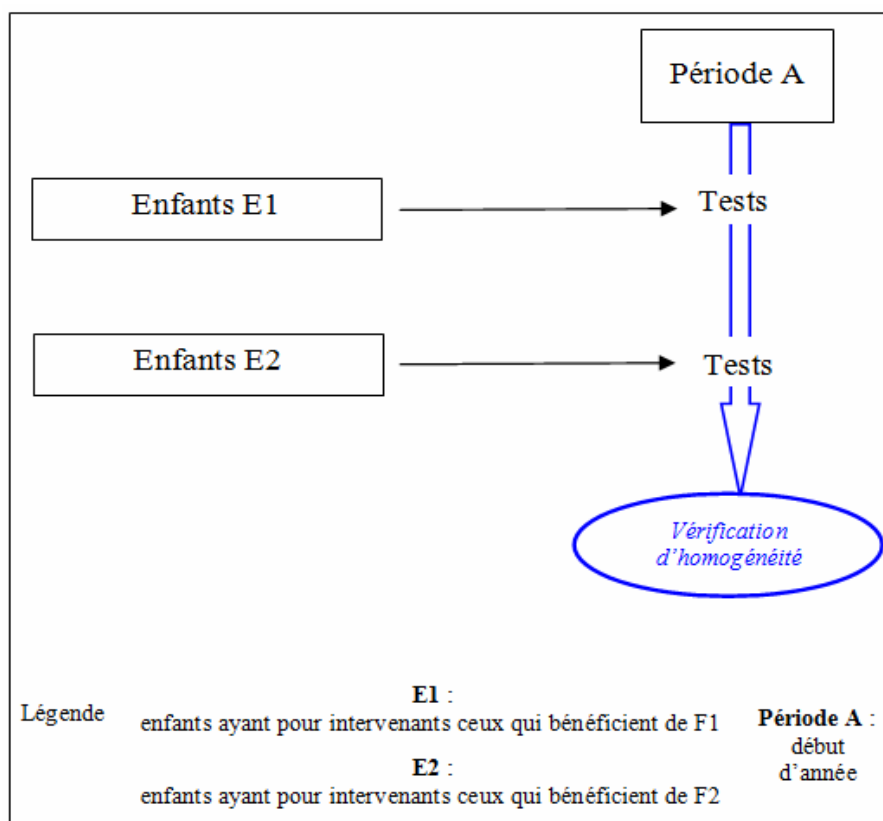 Période A
Enfants E1
Tests
Enfants E2
Tests
Vérification
d'homogénéité
Légende
E1 :
enfants ayant pour intervenants ceux qui bénéficient de F1
E2 :
enfants ayant pour intervenants ceux qui bénéficient de F2
Période A :
début
d'année